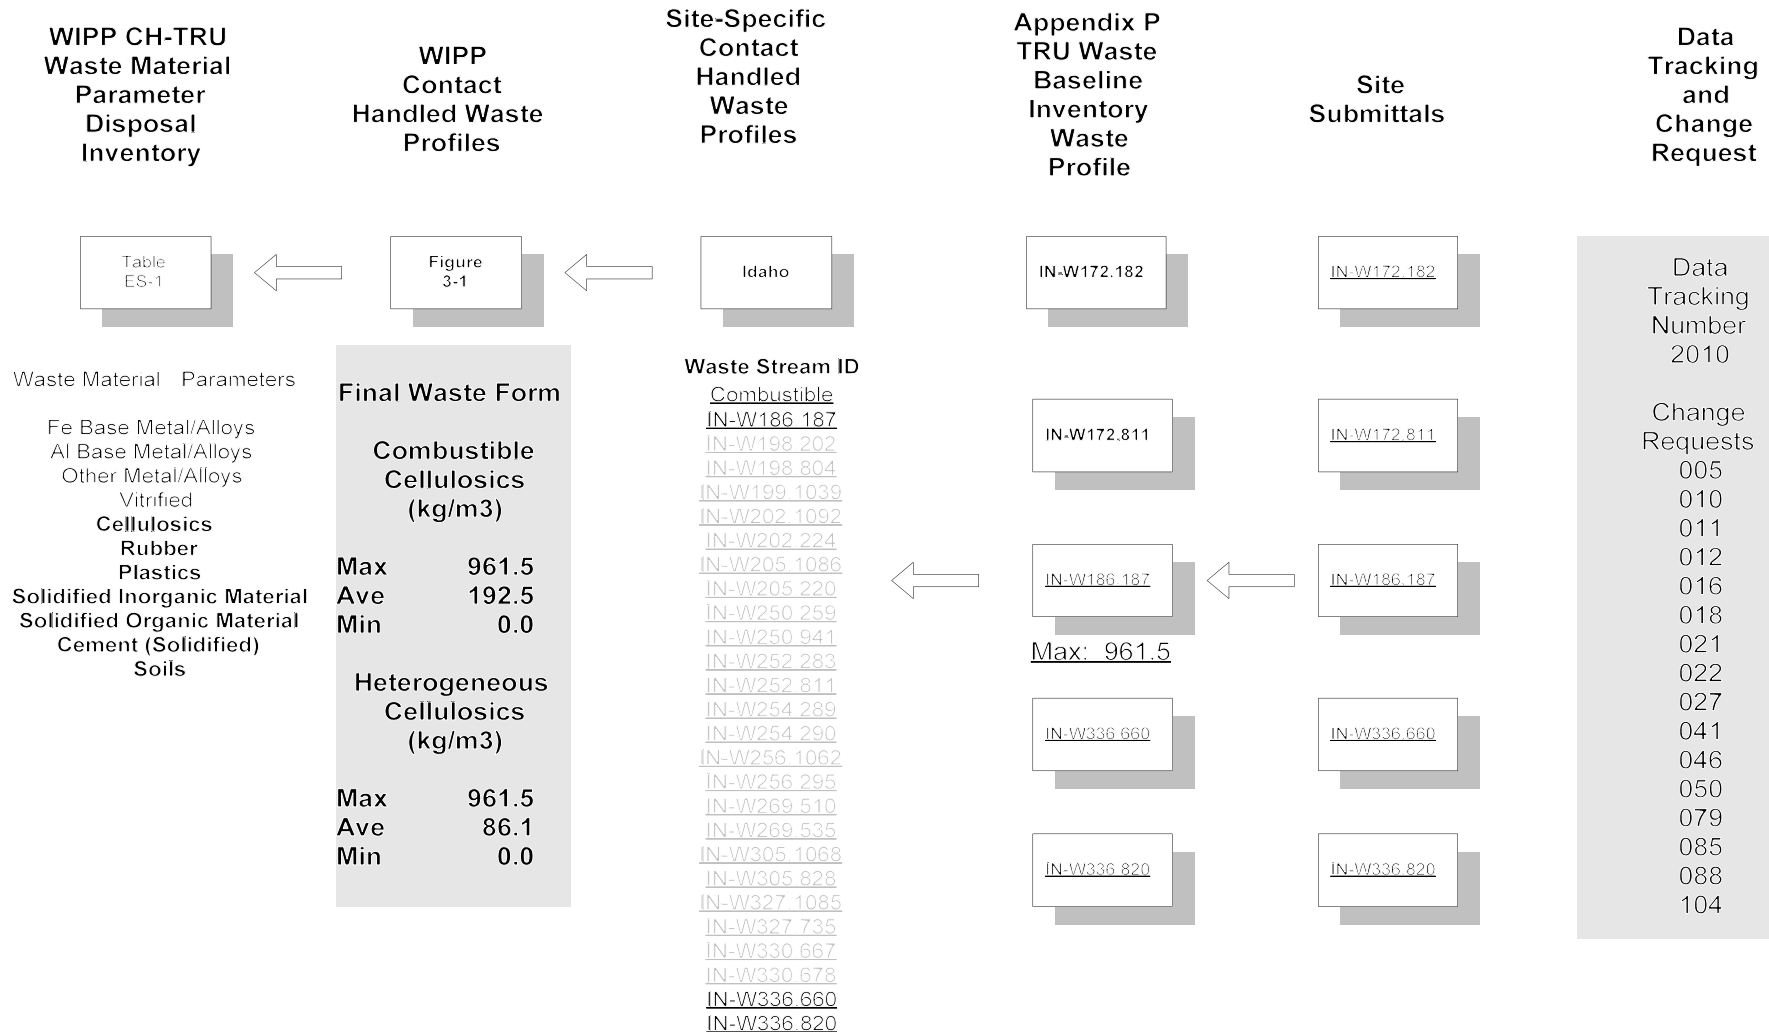 WIPP CH-TRU
Waste Material
Parameter
Disposal
Inventory
WIPP
Contact
Handled Waste
Profiles
Site-Specific
Contact
Handled
Waste
Profiles
Appendix P
TRU Waste
Baseline
Inventory
Waste
Profile
Site
Submittals
Data
Tracking
and
Change
Request
Table
ES-1
Figure
3-1
Idaho
IN-W172.182
IN-W172.182
Waste Material Parameters
Fe Base Metal/Alloys
Al Base Metal/Alloys
Other Metal/Alloys
Vitrified
Cellulosics
Rubber
Plastics
Solidified Inorganic Material
Solidified Organic Material
Cement (Solidified)
Soils
Final Waste Form
Combustible
Cellulosics
(kg/m3)
Max 961.5
Ave 192.5
Min 0.0
Heterogeneous
Cellulosics
(kg/m3)
Max 961.5
Ave 86.1
Min 0.0
Waste Stream ID
Combustible
IN-W186.187
IN-W198.202
IN-W198.804
IN-W199.1039
IN-W202.1092
IN-W202.224
IN-W205.1086
IN-W205.220
IN-W250.259
IN-W250.941
IN-W252.283
IN-W252.811
IN-W254.289
IN-W254.290
IN-W256.1062
IN-W256.295
IN-W269.510
IN-W269.535
IN-W305.1068
IN-W305.828
IN-W327.1085
IN-W327.735
IN-W330.667
IN-W330.678
IN-W336.660
IN-W336.820
IN-W172.811
IN-W172.811
IN-W186.187
IN-W186.187
Max: 961.5
IN-W336.660
IN-W336.660
IN-W336.820
IN-W336.820
Data
Tracking
Number
2010
Change
Requests
005
010
011
012
016
018
021
022
027
041
046
050
079
085
088
104